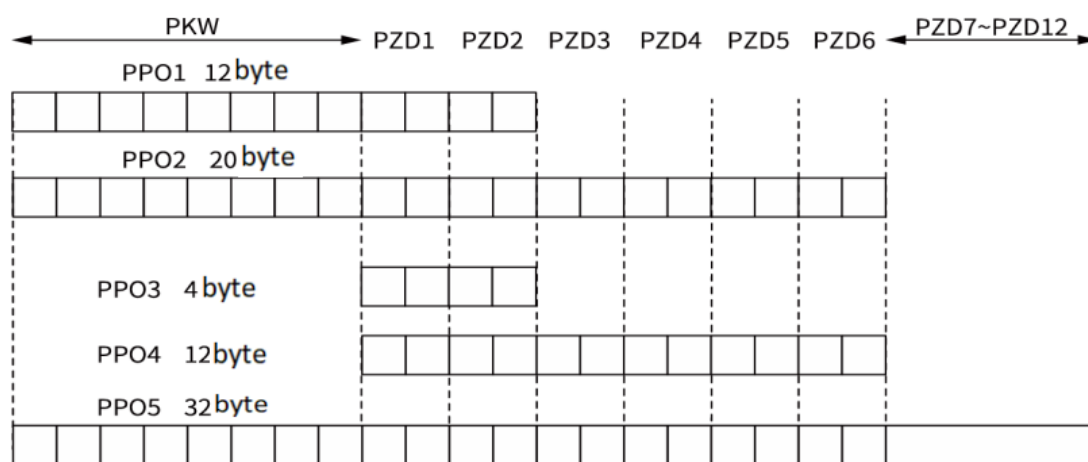 PKW PZD1 PZD2 PZD3 PZD4 PZD5 PZD6 PZD7~PZD12
PPO1 12byte
PPO2 20byte
PPO3 4byte
PPO4 12byte
PPO5 32byte